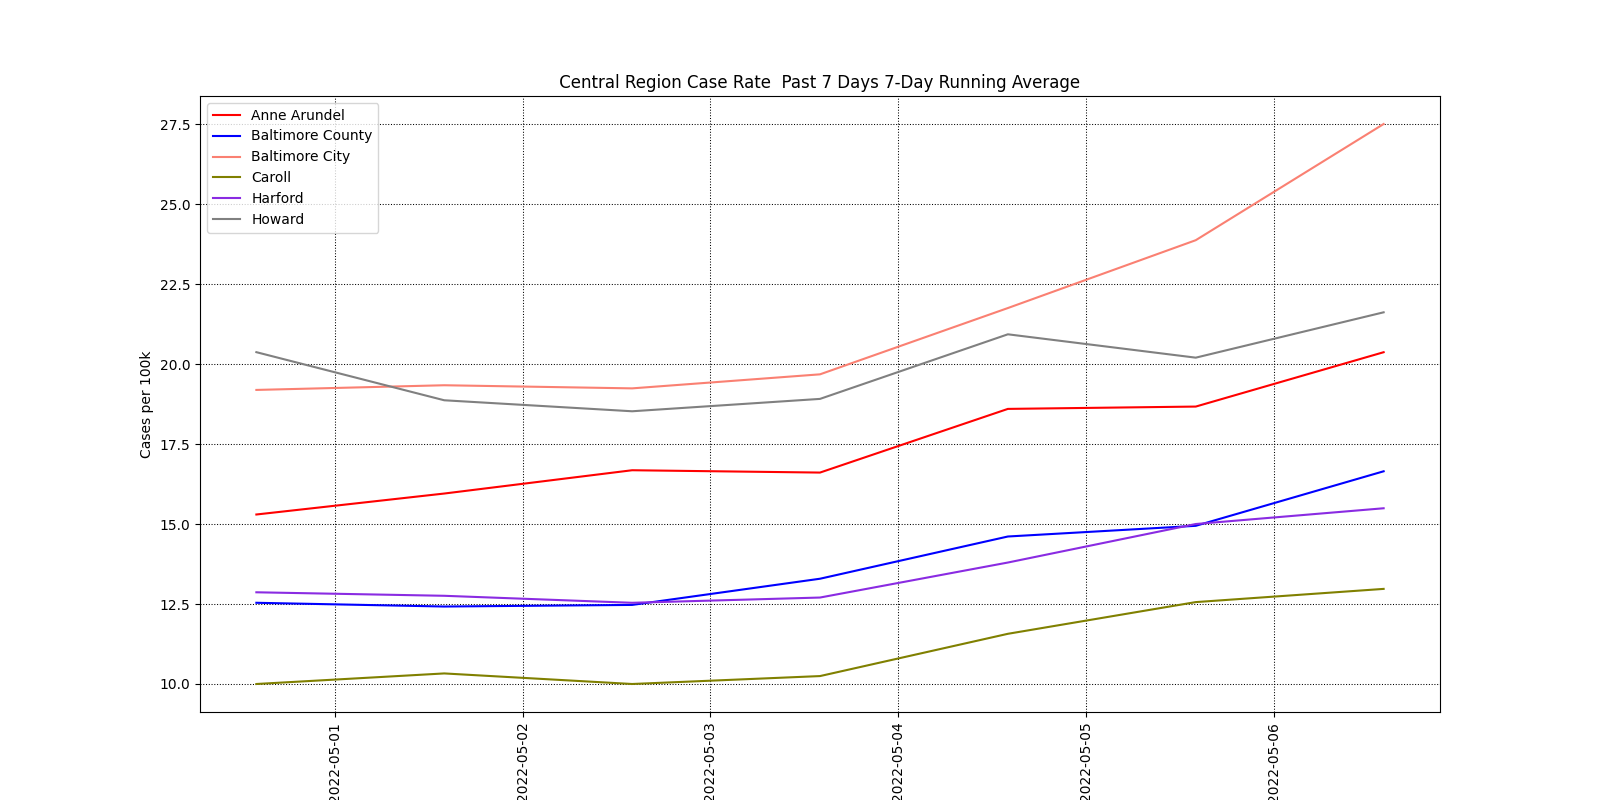 Central Region Case Rate  Past 7 Days 7-Day Running Average
Anne Arundel
Baltimore County
Baltimore City
Caroll
Harford
Howard
Cases per 100k
27.5
25.0
22.5
20.0
17.5
15.0
12.5
10.0
2022-05-01
2022-05-02
2022-05-03
2022-05-04
2022-05-05
2022-05-06